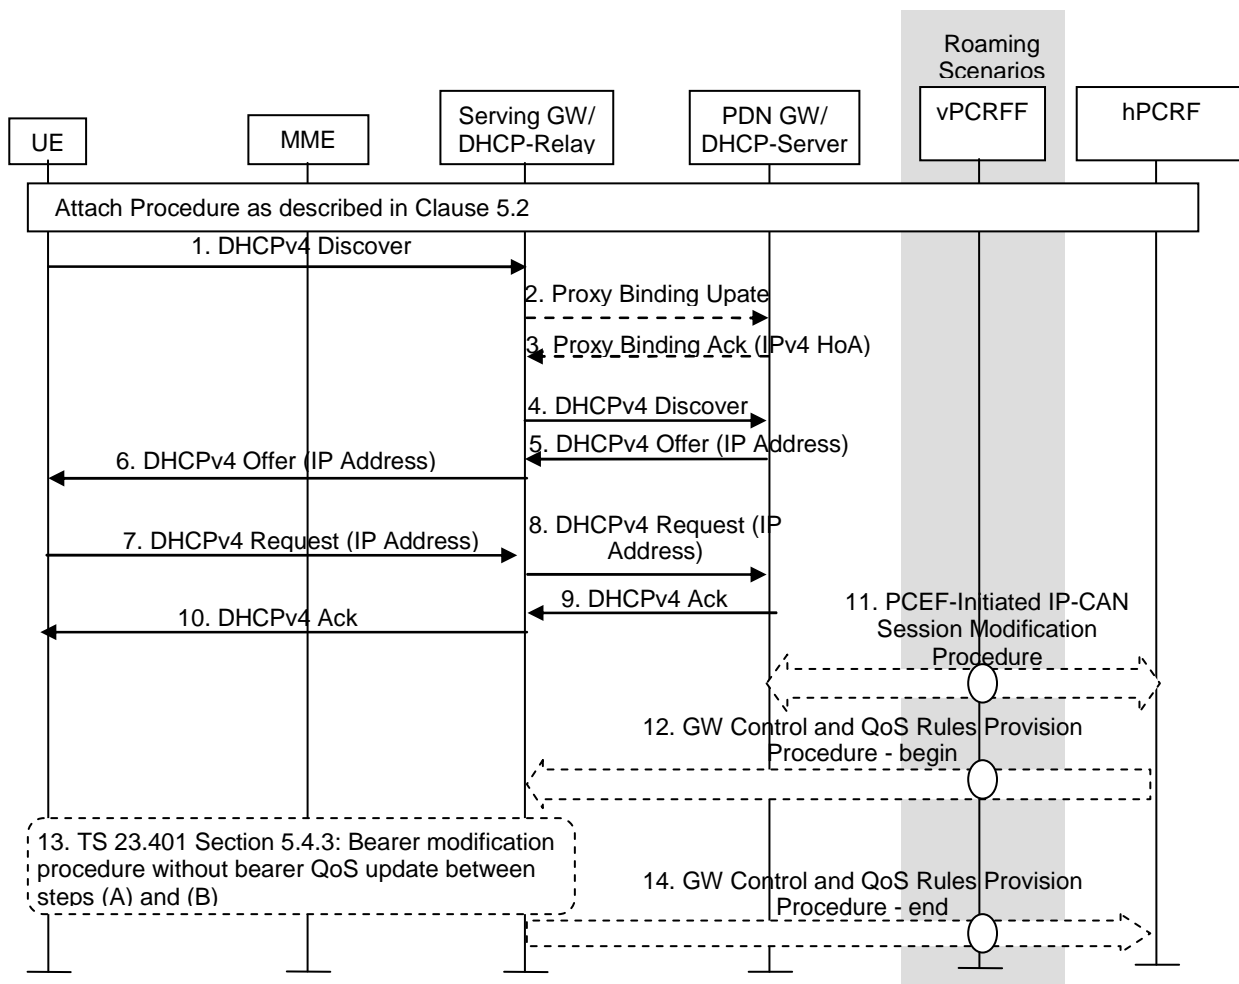 Roaming
Scenarios
UE
MME
Serving GW/
DHCP-Relay
PDN GW/
DHCP-Server
vPCRFF
hPCRF
Attach Procedure as described in Clause 5.2
1. DHCPv4 Discover
2. Proxy Binding Upate
3. Proxy Binding Ack (IPv4 HoA)
4. DHCPv4 Discover
5. DHCPv4 Offer (IP Address)
6. DHCPv4 Offer (IP Address)
7. DHCPv4 Request (IP Address)
8. DHCPv4 Request (IP
Address)
9. DHCPv4 Ack
10. DHCPv4 Ack
11. PCEF-Initiated IP-CAN
Session Modification
Procedure
12. GW Control and QoS Rules Provision
Procedure - begin
13. TS 23.401 Section 5.4.3: Bearer modification
procedure without bearer QoS update between
steps (A) and (B)
14. GW Control and QoS Rules Provision
Procedure - end